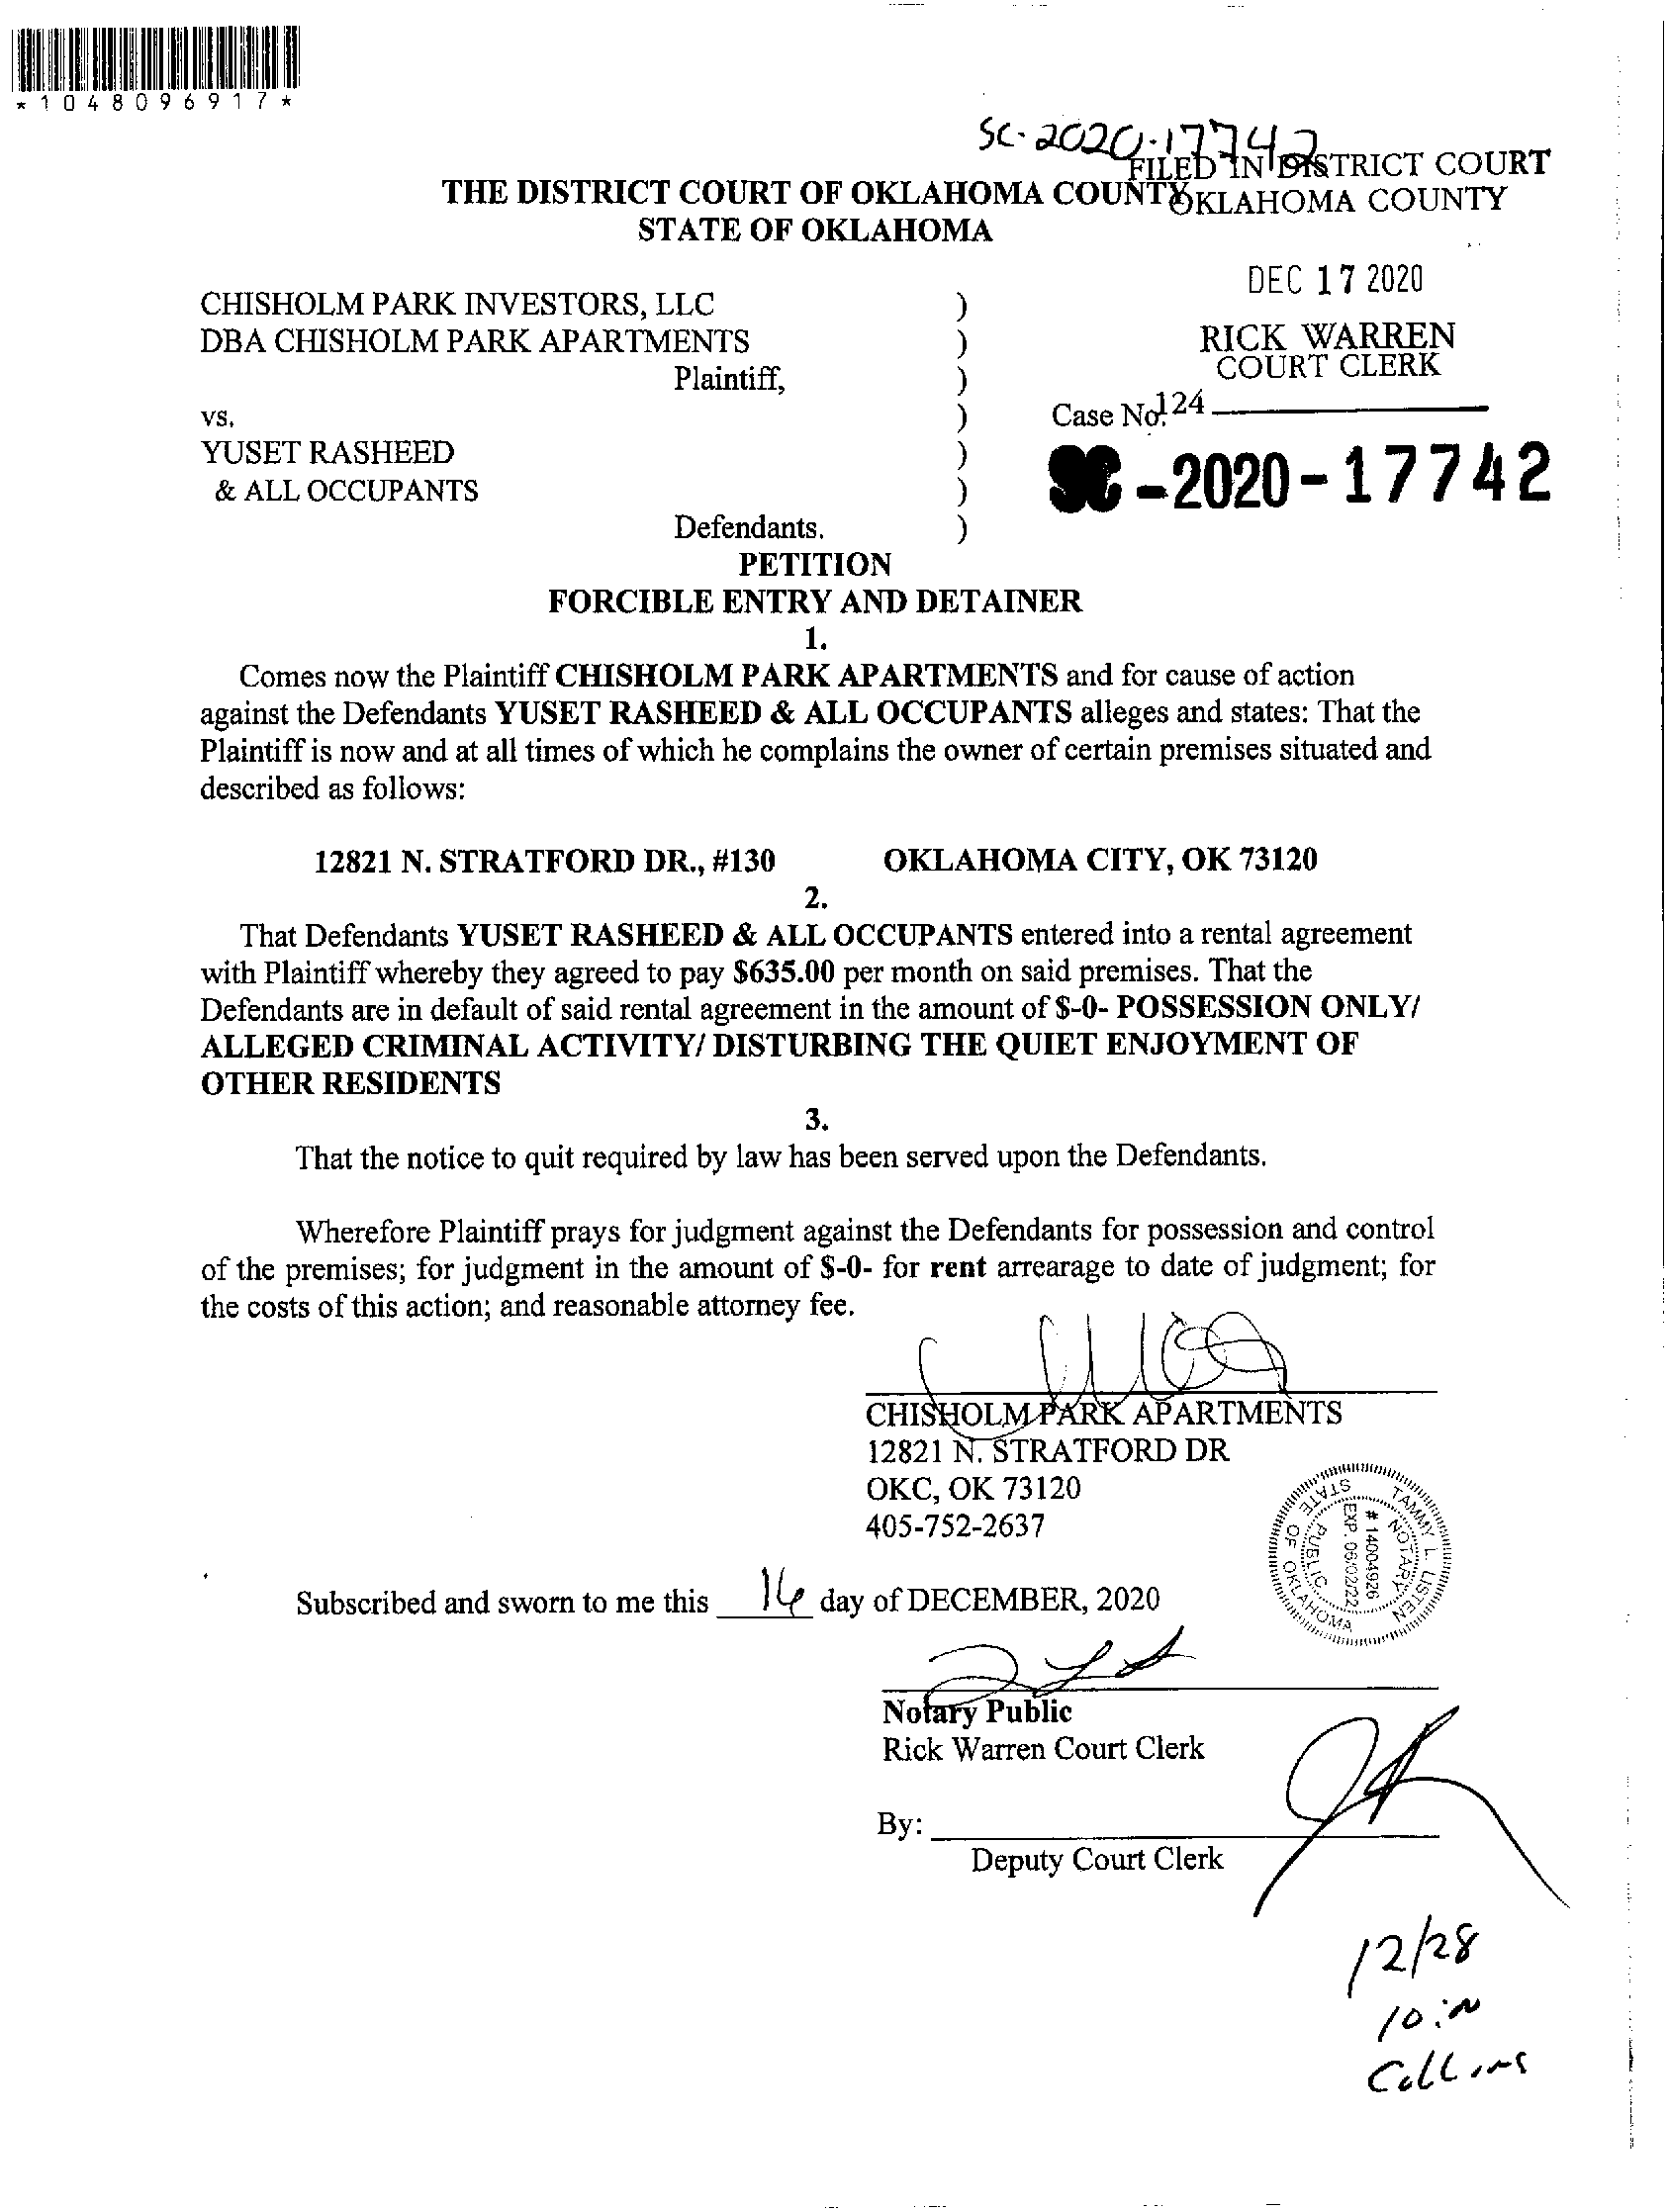 *1048096917*
SC-2020-17742
FILED IN DISTRICT COURT
THE DISTRICT COURT OF OKLAHOMA COUNTY
OKLAHOMA COUNTY
STATE OF OKLAHOMA
DEC 17 2020
CHISHOLM PARK INVESTORS, LLC )
DBA CHISHOLM PARK APARTMENTS )
RICK WARREN
COURT CLERK
Plaintiff, )
vs. )
Case No. 124
YUSET RASHEED )
SC-2020-17742
& ALL OCCUPANTS )
Defendants. )
PETITION
FORCIBLE ENTRY AND DETAINER
1.
Comes now the Plaintiff CHISHOLM PARK APARTMENTS and for cause of action
against the Defendants YUSET RASHEED & ALL OCCUPANTS alleges and states: That the
Plaintiff is now and at all times of which he complains the owner of certain premises situated and
described as follows:
12821 N. STRATFORD DR., #130 OKLAHOMA CITY, OK 73120
2.
That Defendants YUSET RASHEED & ALL OCCUPANTS entered into a rental agreement
with Plaintiff whereby they agreed to pay $635.00 per month on said premises. That the
Defendants are in default of said rental agreement in the amount of $-0- POSSESSION ONLY/
ALLEGED CRIMINAL ACTIVITY/ DISTURBING THE QUIET ENJOYMENT OF
OTHER RESIDENTS
3.
That the notice to quit required by law has been served upon the Defendants.
Wherefore Plaintiff prays for judgment against the Defendants for possession and control
of the premises; for judgment in the amount of $-0- for rent arrearage to date of judgment; for
the costs of this action; and reasonable attorney fee.
CHISHOLM PARK APARTMENTS
12821 N. STRATFORD DR
OKC, OK 73120
405-752-2637
TAMMY L. LISTEN
NOTARY PUBLIC
# 14004926
EXP. 06/02/22
STATE OF OKLAHOMA
Subscribed and sworn to me this 16 day of DECEMBER, 2020
Notary Public
Rick Warren Court Clerk
By:
Deputy Court Clerk
12/28
Collins